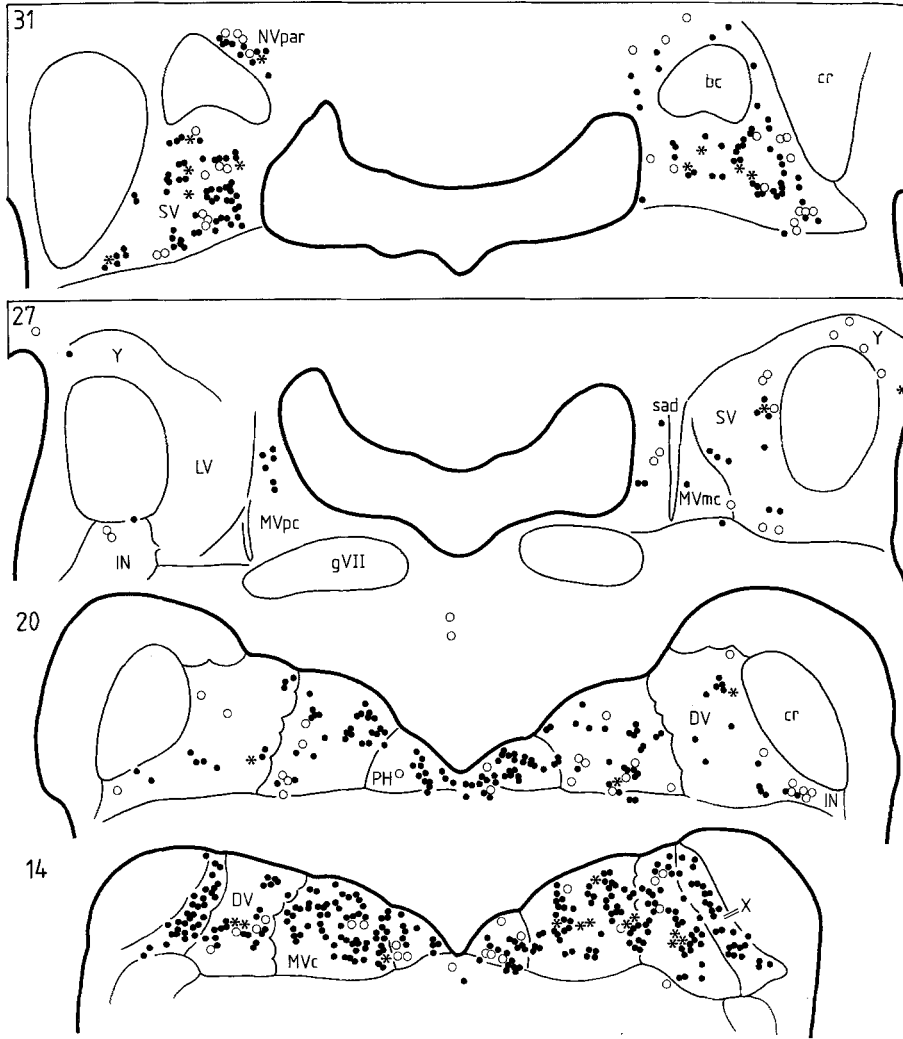 31
NVpar
bc
cr
SV
27
Y
Y
sad
SV
LV
MVpc
MVmc
IN
gVII
20
DV
cr
PH
IN
14
DV
X
MVc